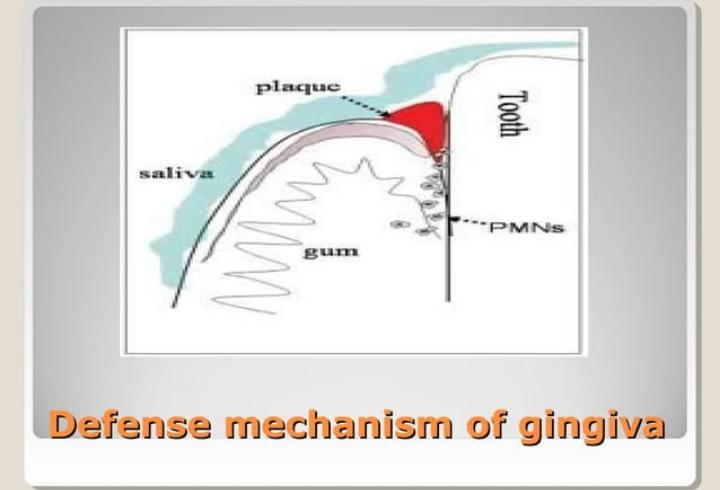 plaque
Tooth
saliva
PMNs
gum
Defense mechanism of gingiva